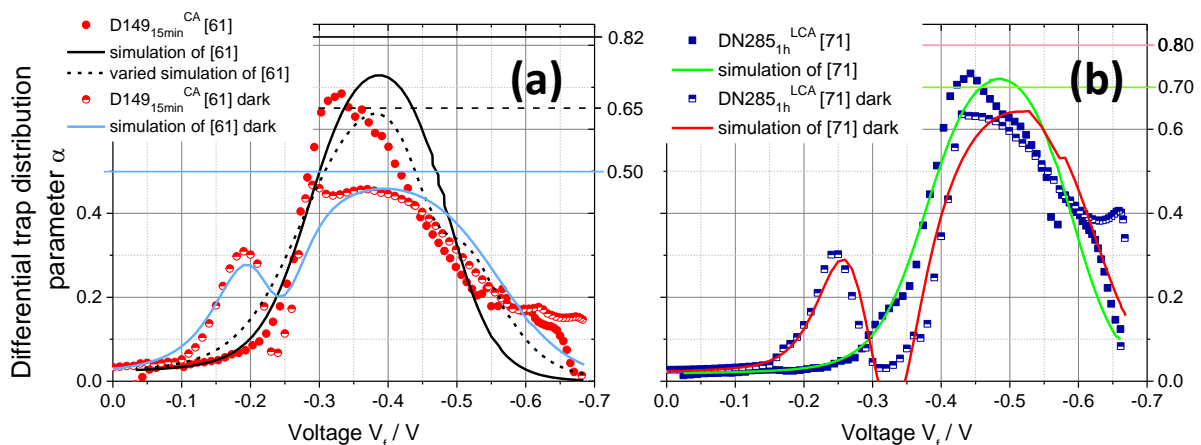 Differential trap distribution
parameter α
D149₁₅ₘᵢₙ^CA [61]
simulation of [61]
varied simulation of [61]
D149₁₅ₘᵢₙ^CA [61] dark
simulation of [61] dark
(a)
0.82
0.65
0.50
0.4
0.2
0.0
0.0 -0.1 -0.2 -0.3 -0.4 -0.5 -0.6 -0.7
Voltage V_f / V
DN285₁ₕ^LCA [71]
simulation of [71]
DN285₁ₕ^LCA [71] dark
simulation of [71] dark
(b)
0.80
0.70
0.6
0.4
0.2
0.0
0.0 -0.1 -0.2 -0.3 -0.4 -0.5 -0.6 -0.7
Voltage V_f / V